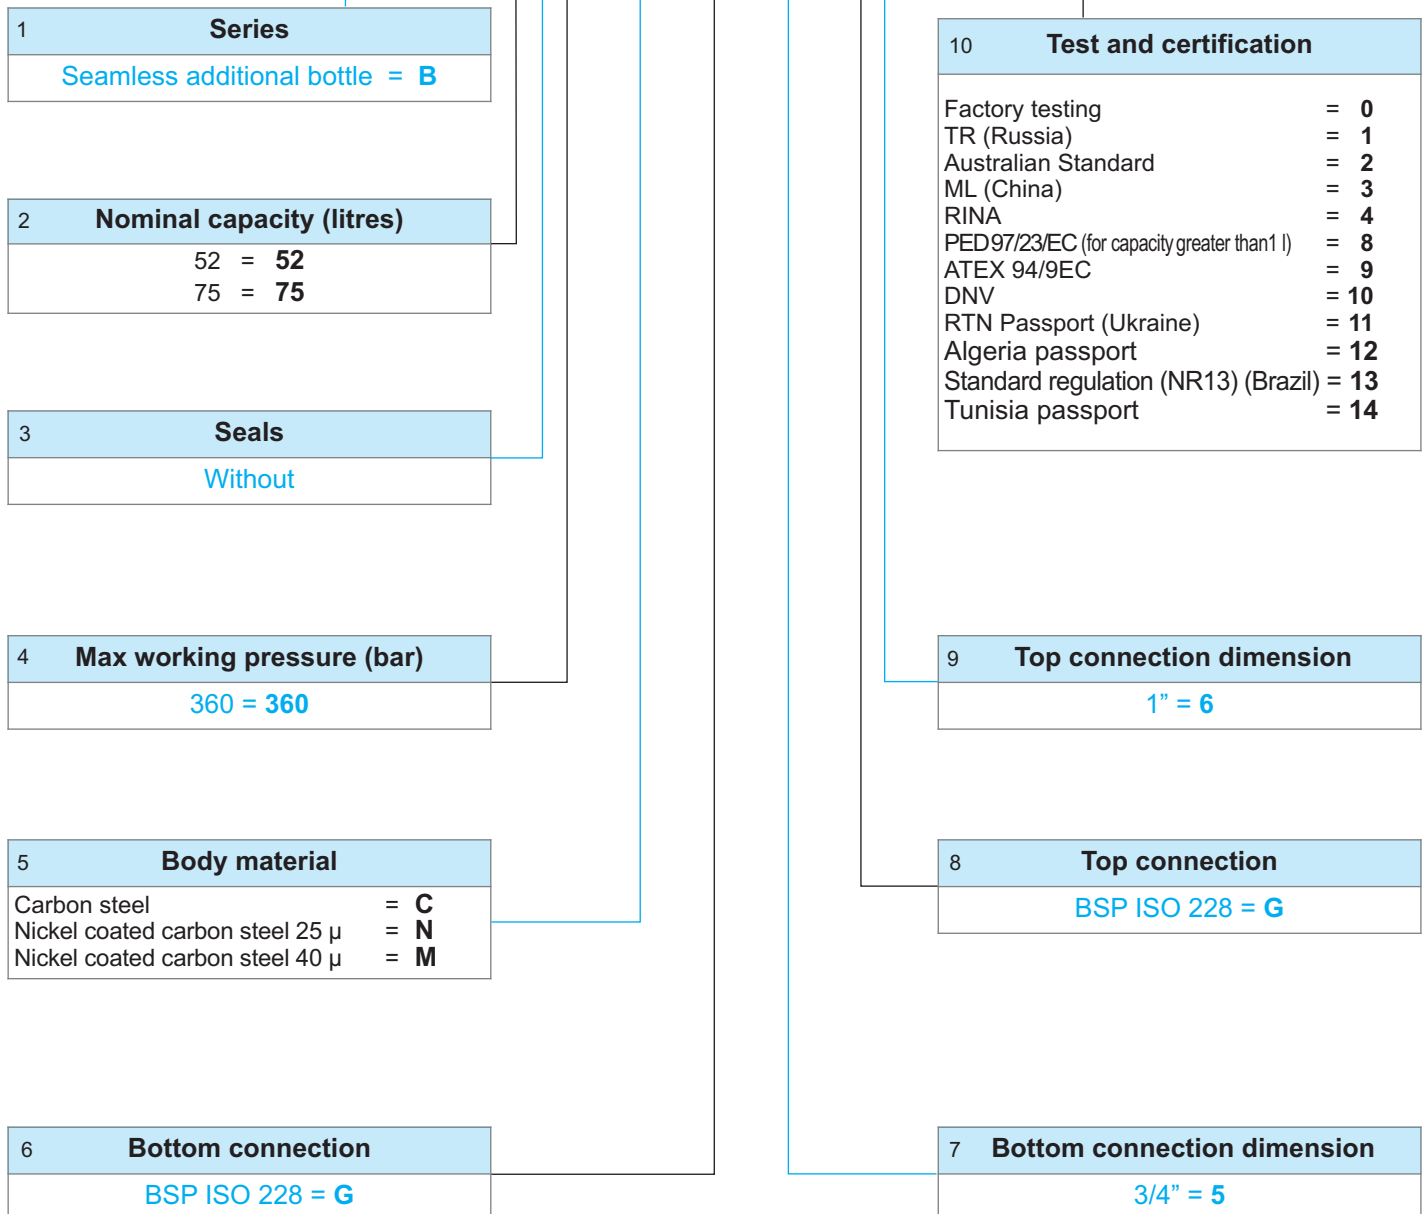 1 Series
Seamless additional bottle = B
2 Nominal capacity (litres)
52 = 52
75 = 75
3 Seals
Without
4 Max working pressure (bar)
360 = 360
5 Body material
Carbon steel = C
Nickel coated carbon steel 25 μ = N
Nickel coated carbon steel 40 μ = M
6 Bottom connection
BSP ISO 228 = G
10 Test and certification
Factory testing = 0
TR (Russia) = 1
Australian Standard = 2
ML (China) = 3
RINA = 4
PED 97/23/EC (for capacity greater than1 l) = 8
ATEX 94/9EC = 9
DNV = 10
RTN Passport (Ukraine) = 11
Algeria passport = 12
Standard regulation (NR13) (Brazil) = 13
Tunisia passport = 14
9 Top connection dimension
1” = 6
8 Top connection
BSP ISO 228 = G
7 Bottom connection dimension
3/4” = 5